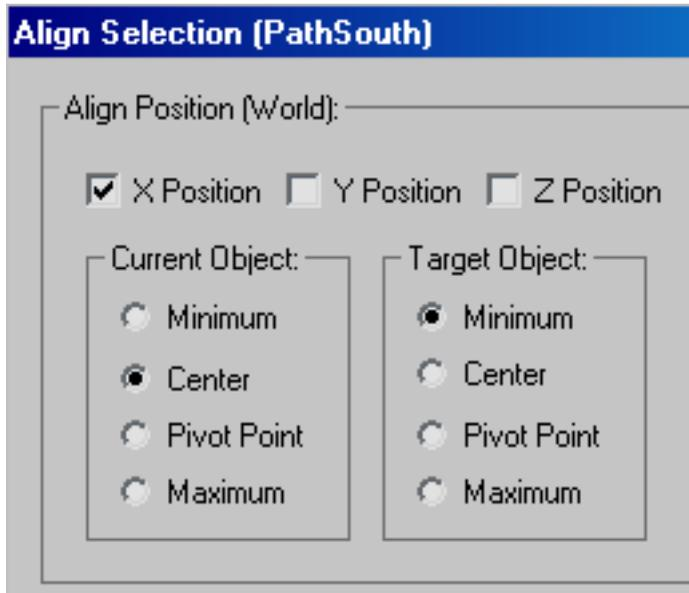 Align Selection (PathSouth)
Align Position (World):
X Position Y Position Z Position
Current Object:
Minimum
Center
Pivot Point
Maximum
Target Object:
Minimum
Center
Pivot Point
Maximum